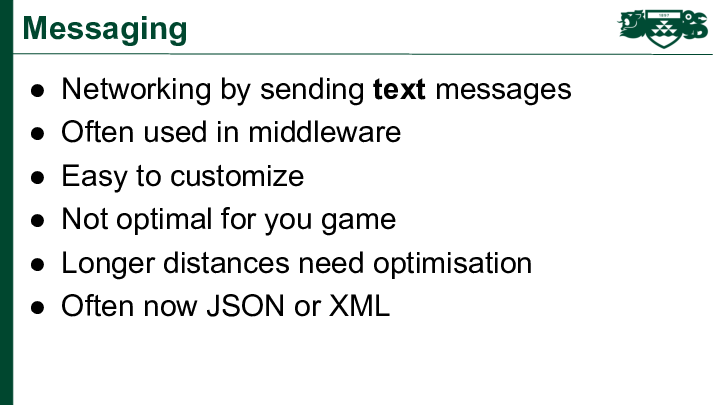 Messaging
● Networking by sending text messages
● Often used in middleware
● Easy to customize
● Not optimal for you game
● Longer distances need optimisation
● Often now JSON or XML